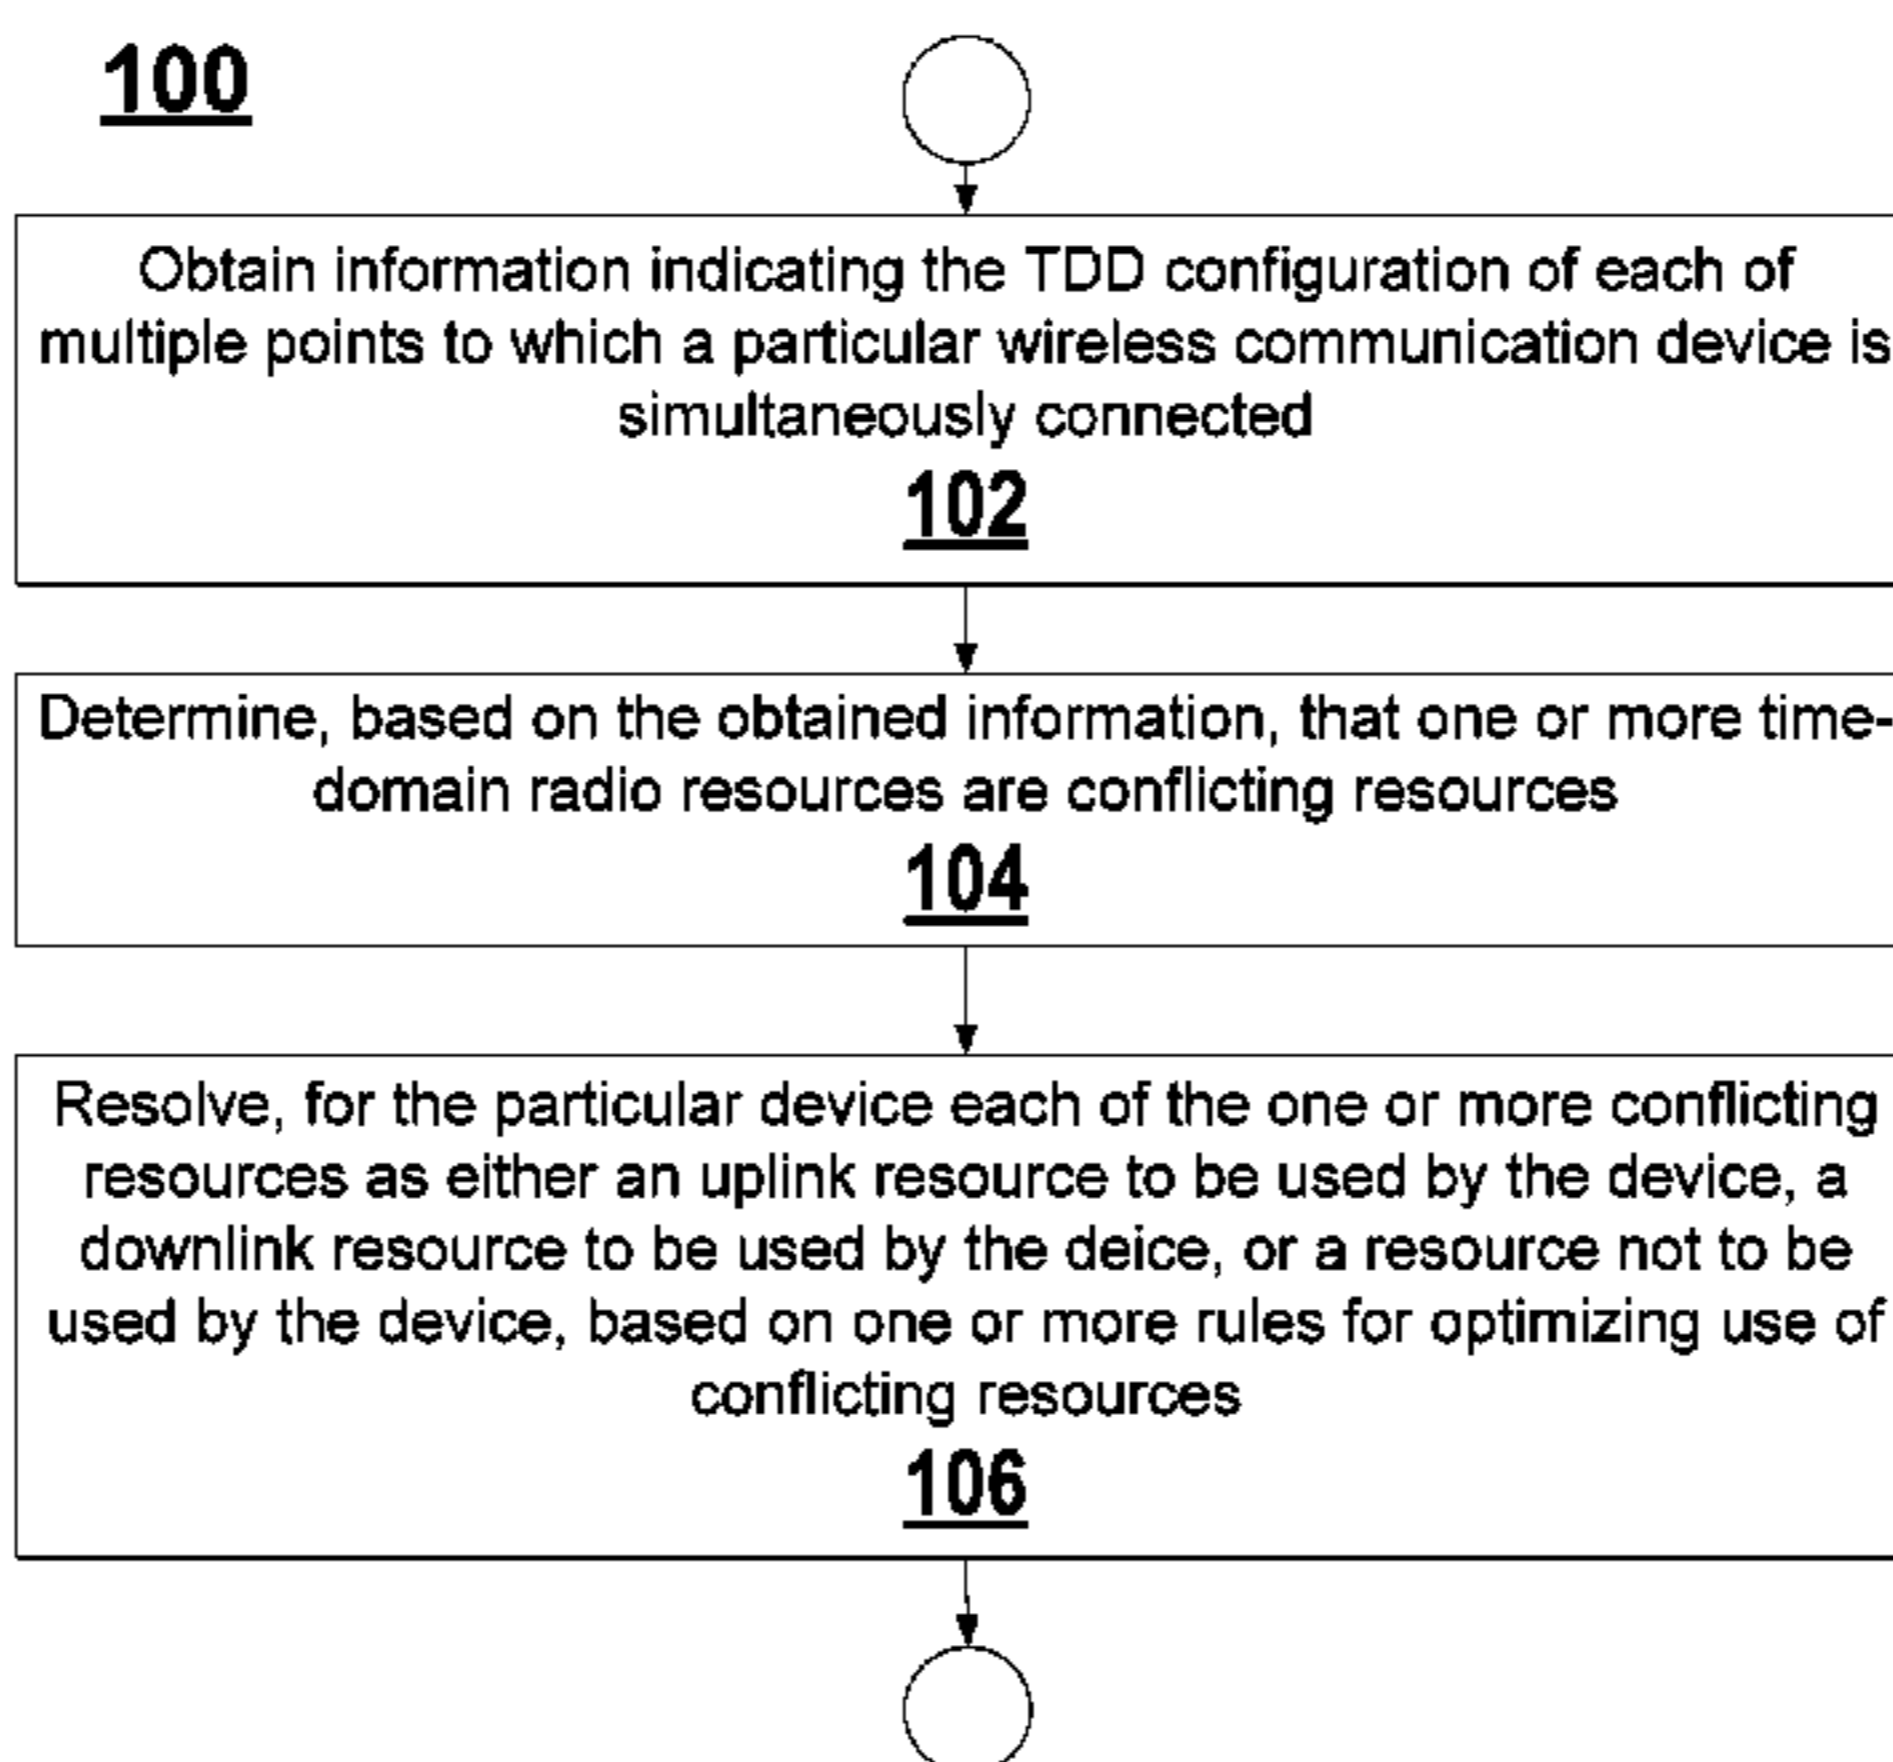 100
Obtain information indicating the TDD configuration of each of
multiple points to which a particular wireless communication device is
simultaneously connected
102
Determine, based on the obtained information, that one or more time-
domain radio resources are conflicting resources
104
Resolve, for the particular device each of the one or more conflicting
resources as either an uplink resource to be used by the device, a
downlink resource to be used by the deice, or a resource not to be
used by the device, based on one or more rules for optimizing use of
conflicting resources
106